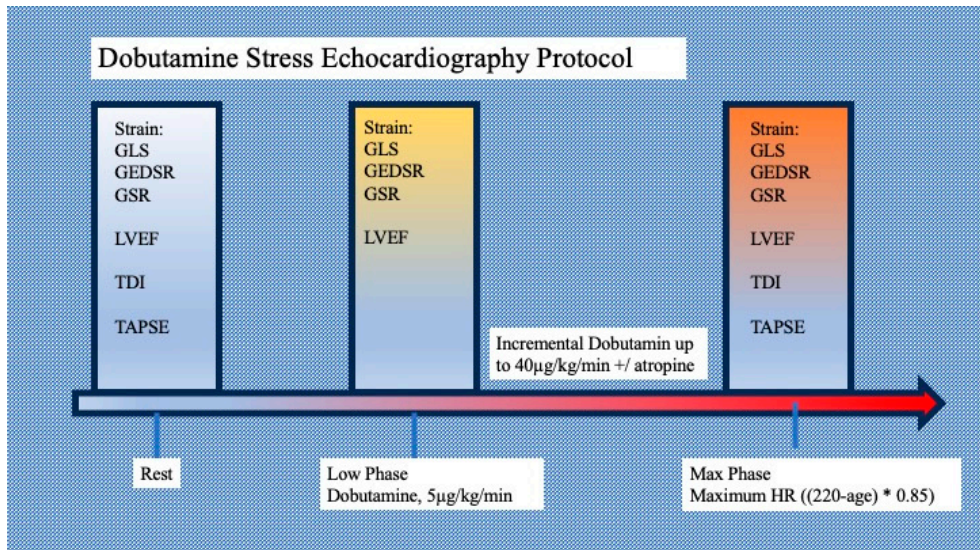 Dobutamine Stress Echocardiography Protocol
Strain:
GLS
GEDSR
GSR
LVEF
TDI
TAPSE
Strain:
GLS
GEDSR
GSR
LVEF
Strain:
GLS
GEDSR
GSR
LVEF
TDI
TAPSE
Incremental Dobutamin up
to 40µg/kg/min +/ atropine
Rest
Low Phase
Dobutamine, 5µg/kg/min
Max Phase
Maximum HR ((220-age) * 0.85)